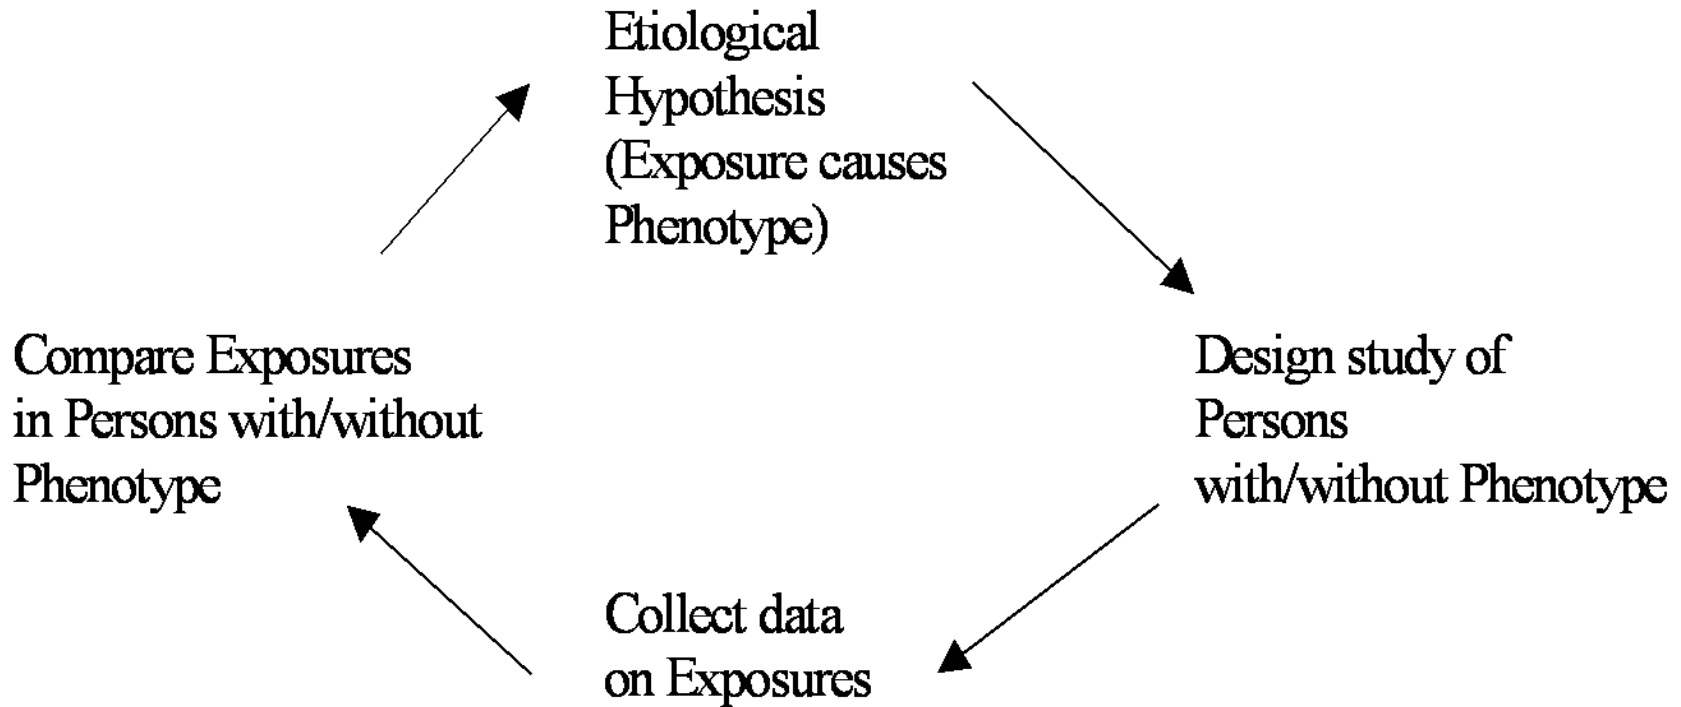 Etiological
Hypothesis
(Exposure causes
Phenotype)
Compare Exposures
in Persons with/without
Phenotype
Design study of
Persons
with/without Phenotype
Collect data
on Exposures